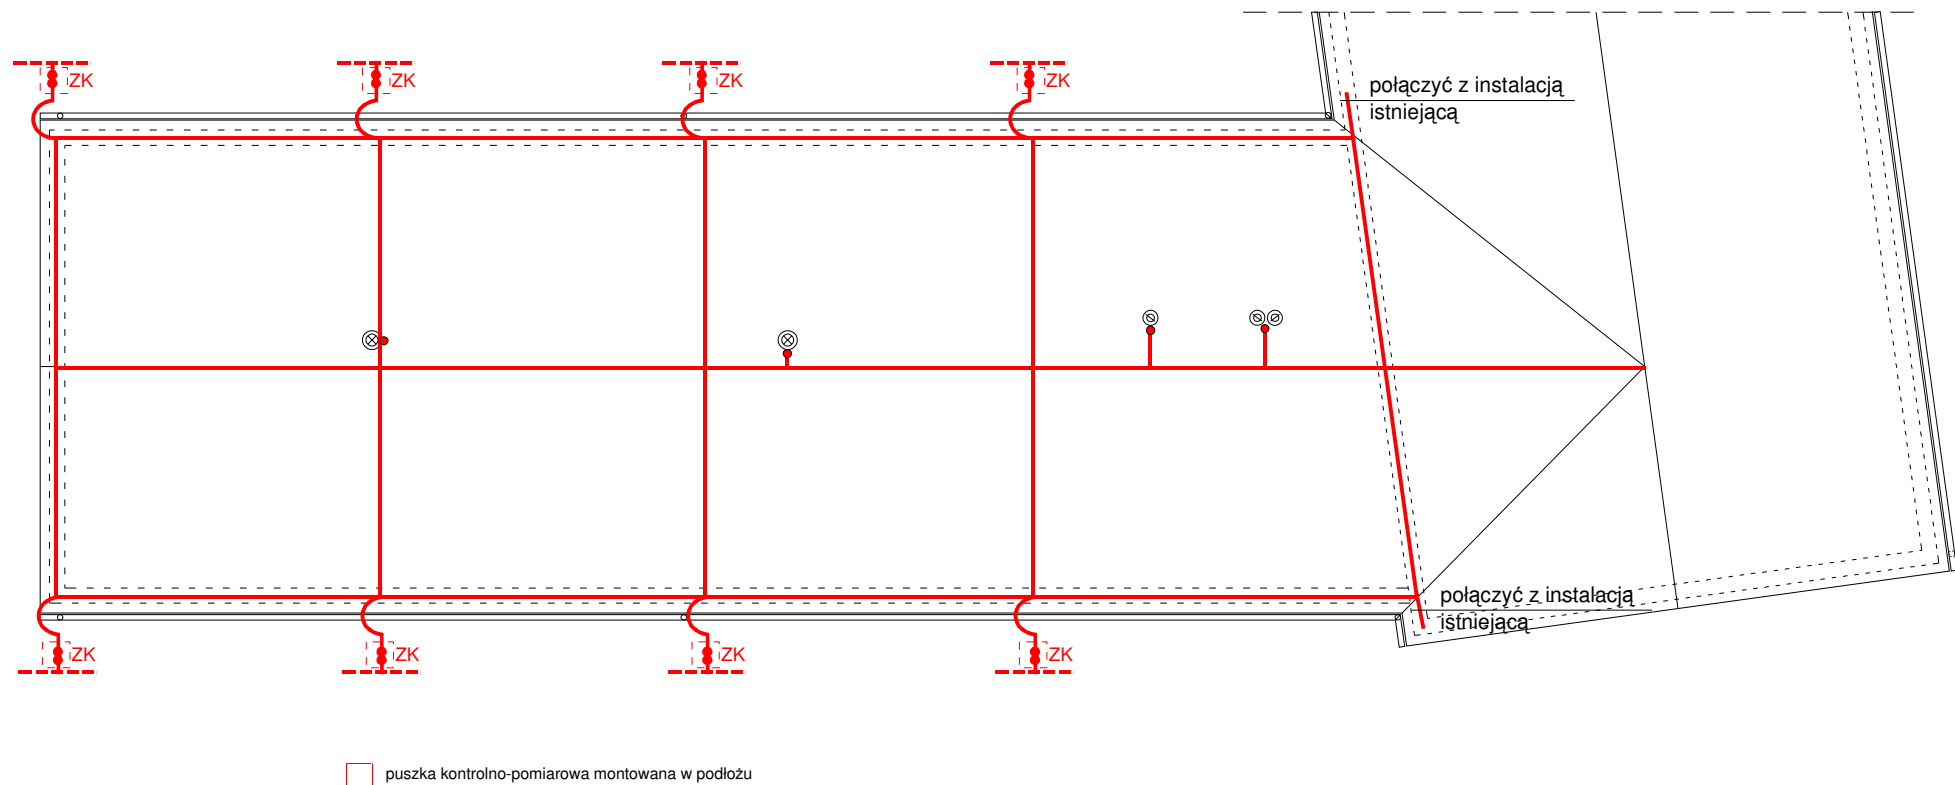 ZK ZK ZK ZK
połączyć z instalacją
istniejącą
połączyć z instalacją
istniejącą
ZK ZK ZK ZK
puszka kontrolno-pomiarowa montowana w podłożu